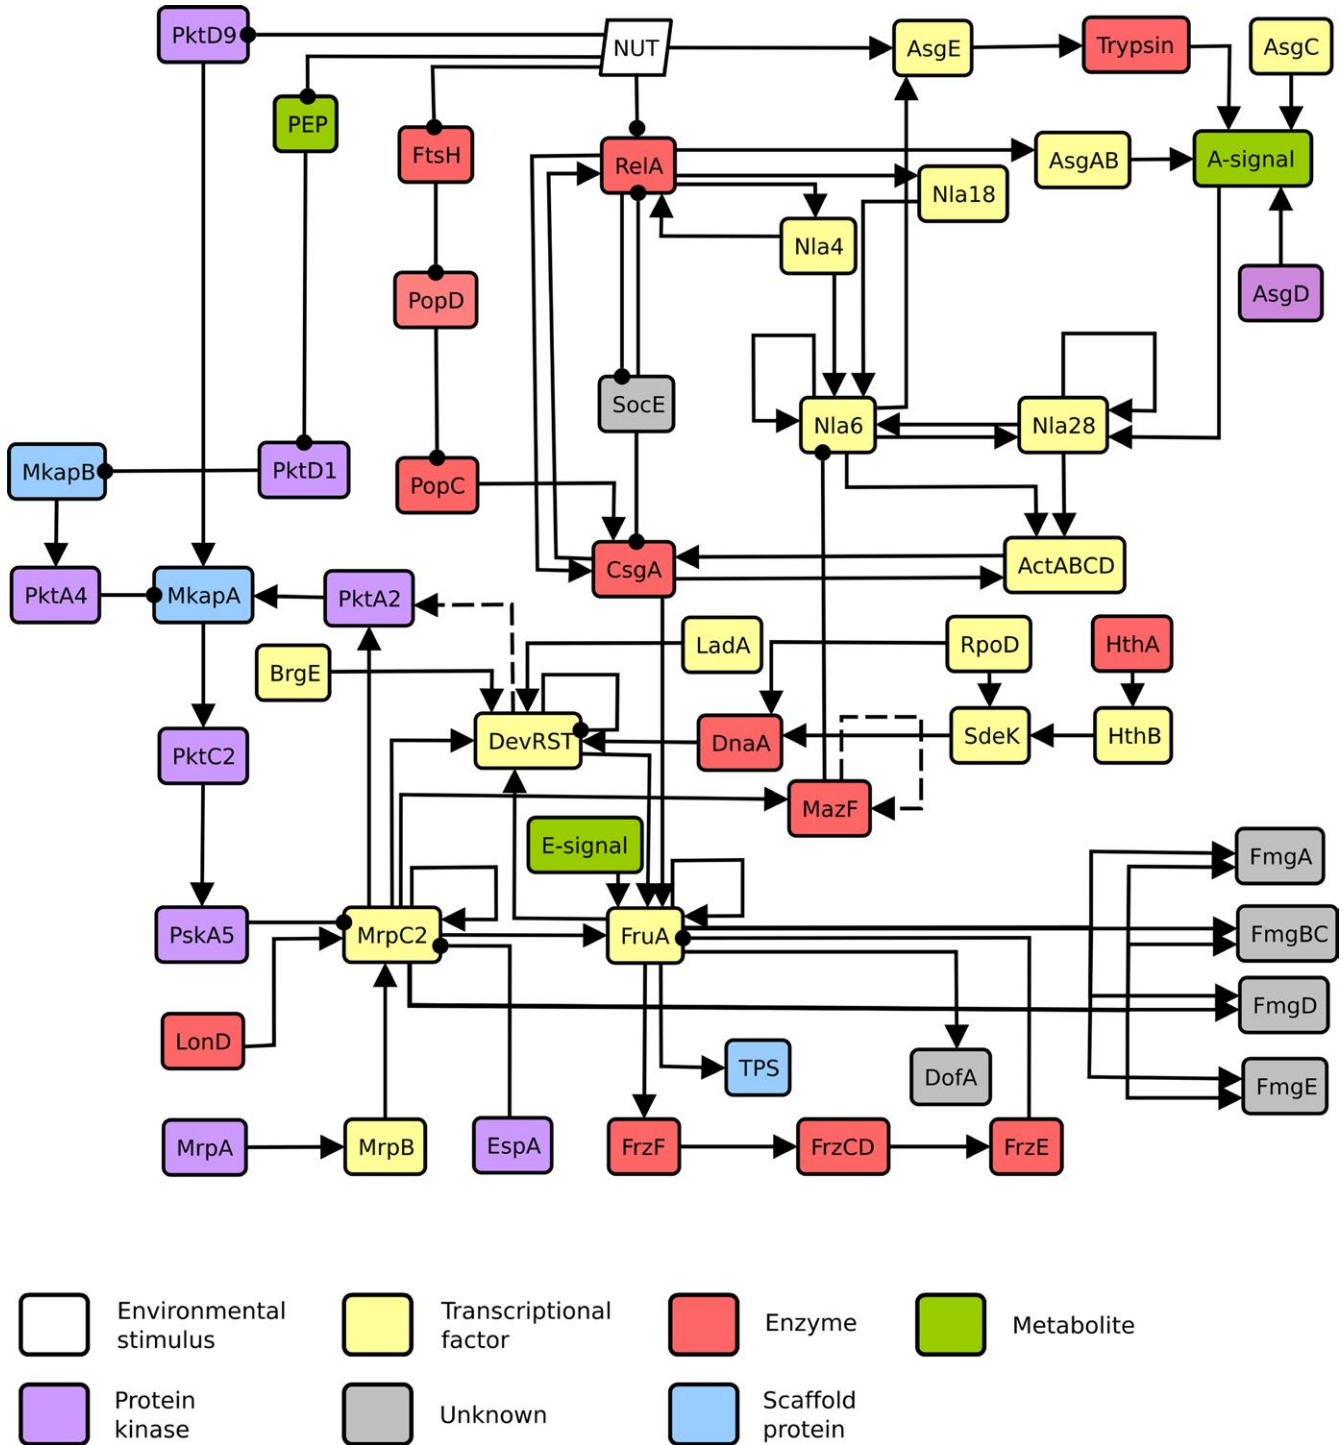 PktD9
NUT
AsgE
Trypsin
AsgC
PEP
FtsH
RelA
AsgAB
A-signal
Nla18
Nla4
PopD
AsgD
SocE
Nla6
Nla28
MkapB
PktD1
PopC
CsgA
ActABCD
PktA4
MkapA
PktA2
LadA
RpoD
HthA
BrgE
DevRST
DnaA
SdeK
HthB
PktC2
MazF
E-signal
FmgA
PskA5
MrpC2
FruA
FmgBC
FmgD
LonD
TPS
DofA
FmgE
MrpA
MrpB
EspA
FrzF
FrzCD
FrzE
Environmental
stimulus
Transcriptional
factor
Enzyme
Metabolite
Protein
kinase
Unknown
Scaffold
protein